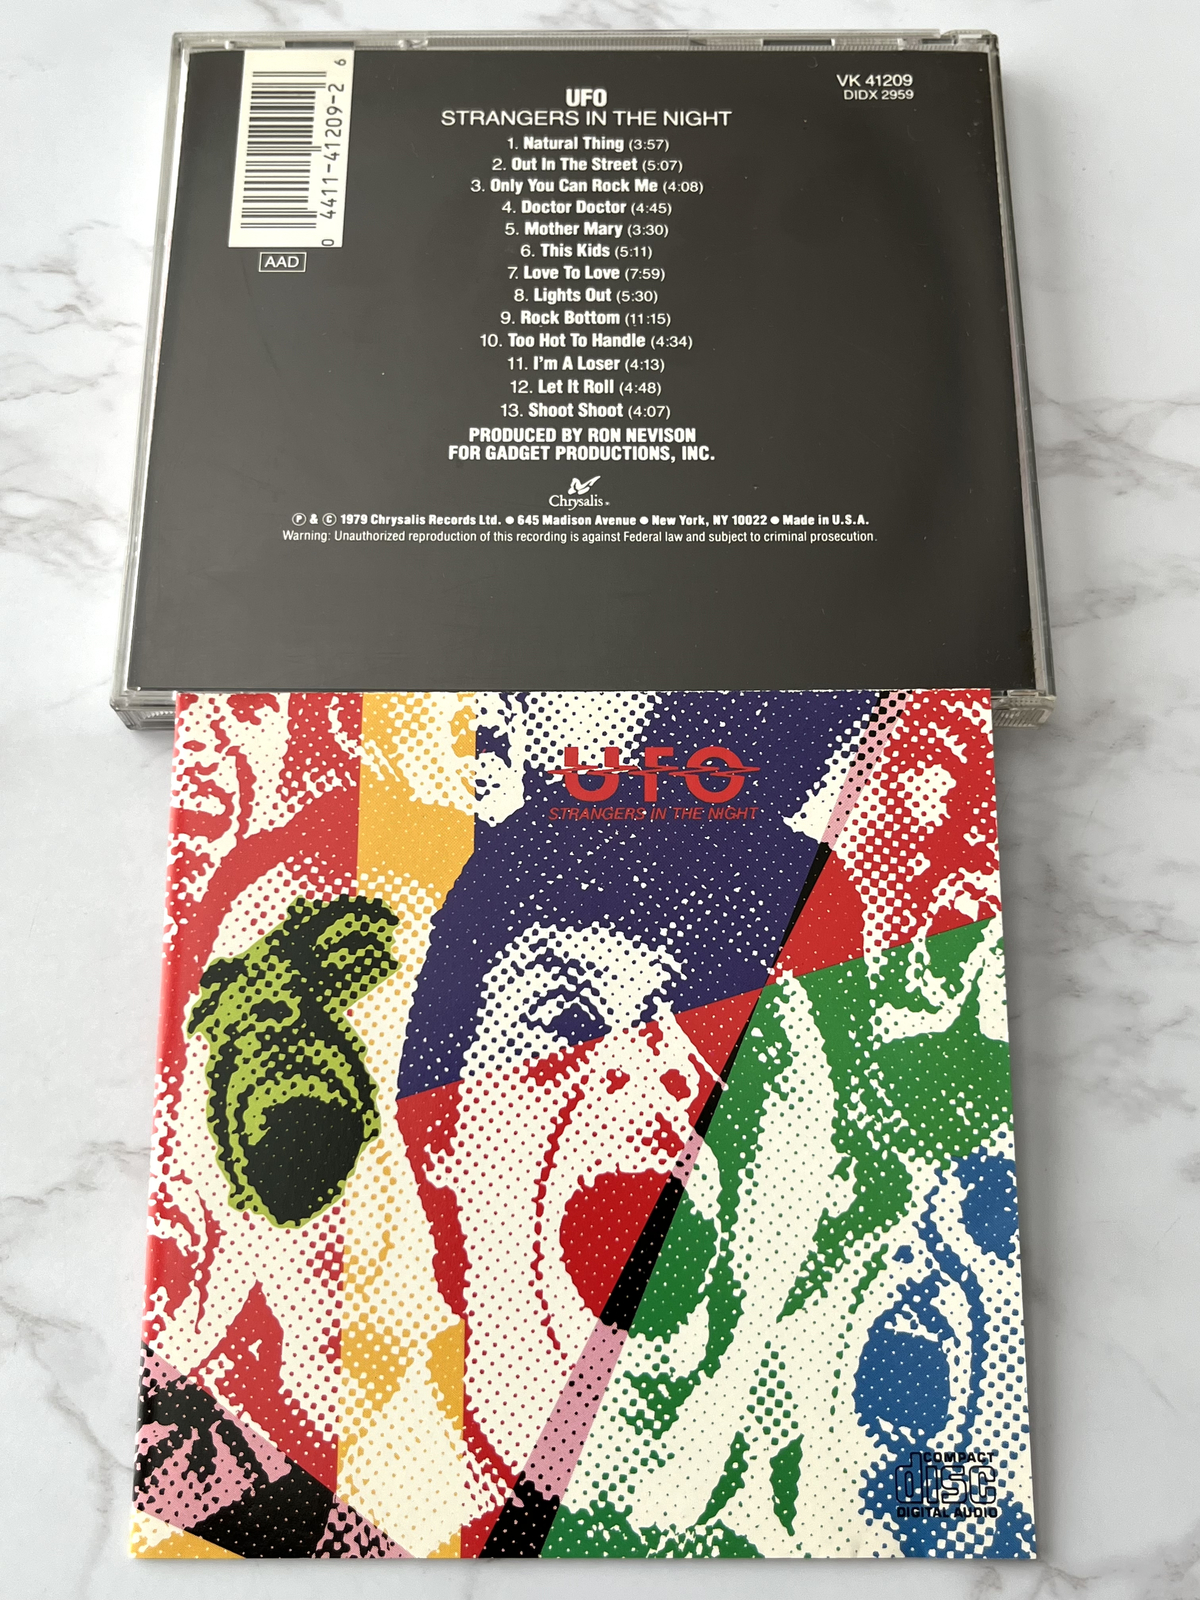 0 4411-41209-2 6
AAD
VK 41209
DIDX 2959
UFO
STRANGERS IN THE NIGHT
1. Natural Thing (3:57)
2. Out In The Street (5:07)
3. Only You Can Rock Me (4:08)
4. Doctor Doctor (4:45)
5. Mother Mary (3:30)
6. This Kids (5:11)
7. Love To Love (7:59)
8. Lights Out (5:30)
9. Rock Bottom (11:15)
10. Too Hot To Handle (4:34)
11. I'm A Loser (4:13)
12. Let It Roll (4:48)
13. Shoot Shoot (4:07)
PRODUCED BY RON NEVISON
FOR GADGET PRODUCTIONS, INC.
Chrysalis®
Ⓟ & © 1979 Chrysalis Records Ltd. ● 645 Madison Avenue ● New York, NY 10022 ● Made in U.S.A.
Warning: Unauthorized reproduction of this recording is against Federal law and subject to criminal prosecution.
UFO
STRANGERS IN THE NIGHT
COMPACT
disc
DIGITAL AUDIO